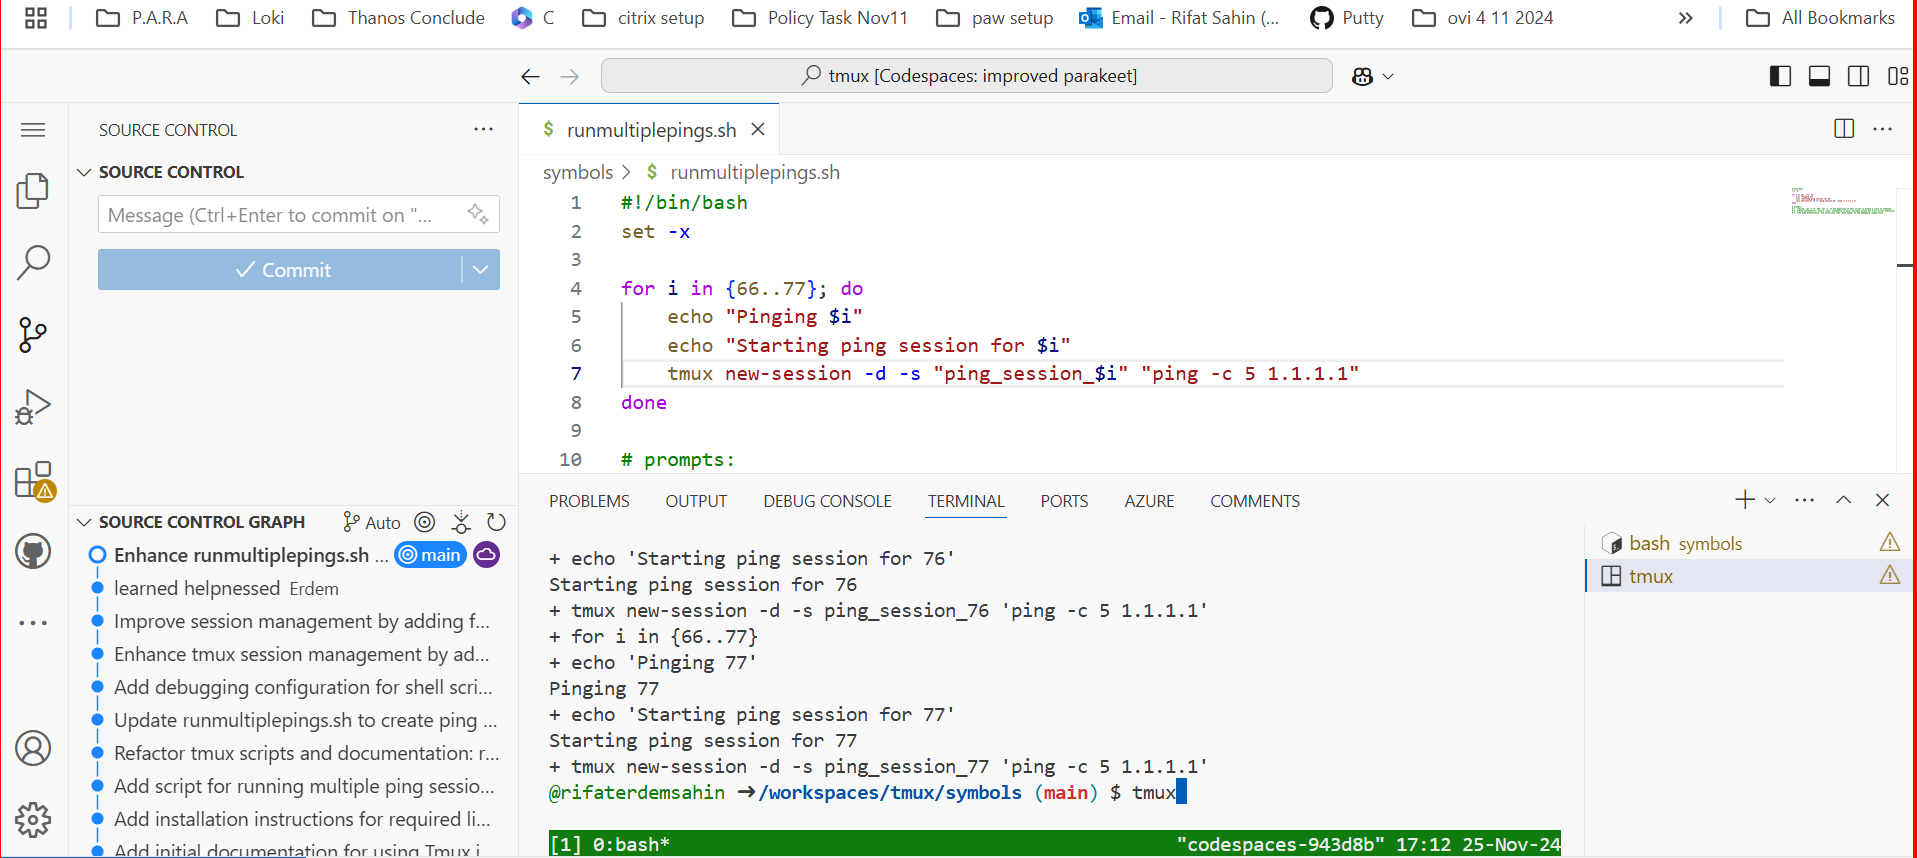 P.A.R.A Loki Thanos Conclude C citrix setup Policy Task Nov11 paw setup Email - Rifat Sahin (... Putty ovi 4 11 2024 » All Bookmarks
tmux [Codespaces: improved parakeet]
SOURCE CONTROL
SOURCE CONTROL
Message (Ctrl+Enter to commit on "...
Commit
SOURCE CONTROL GRAPH Auto
Enhance runmultiplepings.sh ... main
learned helpnessed Erdem
Improve session management by adding f...
Enhance tmux session management by ad...
Add debugging configuration for shell scri...
Update runmultiplepings.sh to create ping ...
Refactor tmux scripts and documentation: r...
Add script for running multiple ping sessio...
Add installation instructions for required li...
Add initial documentation for using Tmux i
$ runmultiplepings.sh
symbols > $ runmultiplepings.sh
1 #!/bin/bash
2 set -x
3
4 for i in {66..77}; do
5 echo "Pinging $i"
6 echo "Starting ping session for $i"
7 tmux new-session -d -s "ping_session_$i" "ping -c 5 1.1.1.1"
8 done
9
10 # prompts:
PROBLEMS OUTPUT DEBUG CONSOLE TERMINAL PORTS AZURE COMMENTS
+ echo 'Starting ping session for 76'
Starting ping session for 76
+ tmux new-session -d -s ping_session_76 'ping -c 5 1.1.1.1'
+ for i in {66..77}
+ echo 'Pinging 77'
Pinging 77
+ echo 'Starting ping session for 77'
Starting ping session for 77
+ tmux new-session -d -s ping_session_77 'ping -c 5 1.1.1.1'
@rifaterdemsahin ➜/workspaces/tmux/symbols (main) $ tmux
[1] 0:bash* "codespaces-943d8b" 17:12 25-Nov-24
bash symbols
tmux